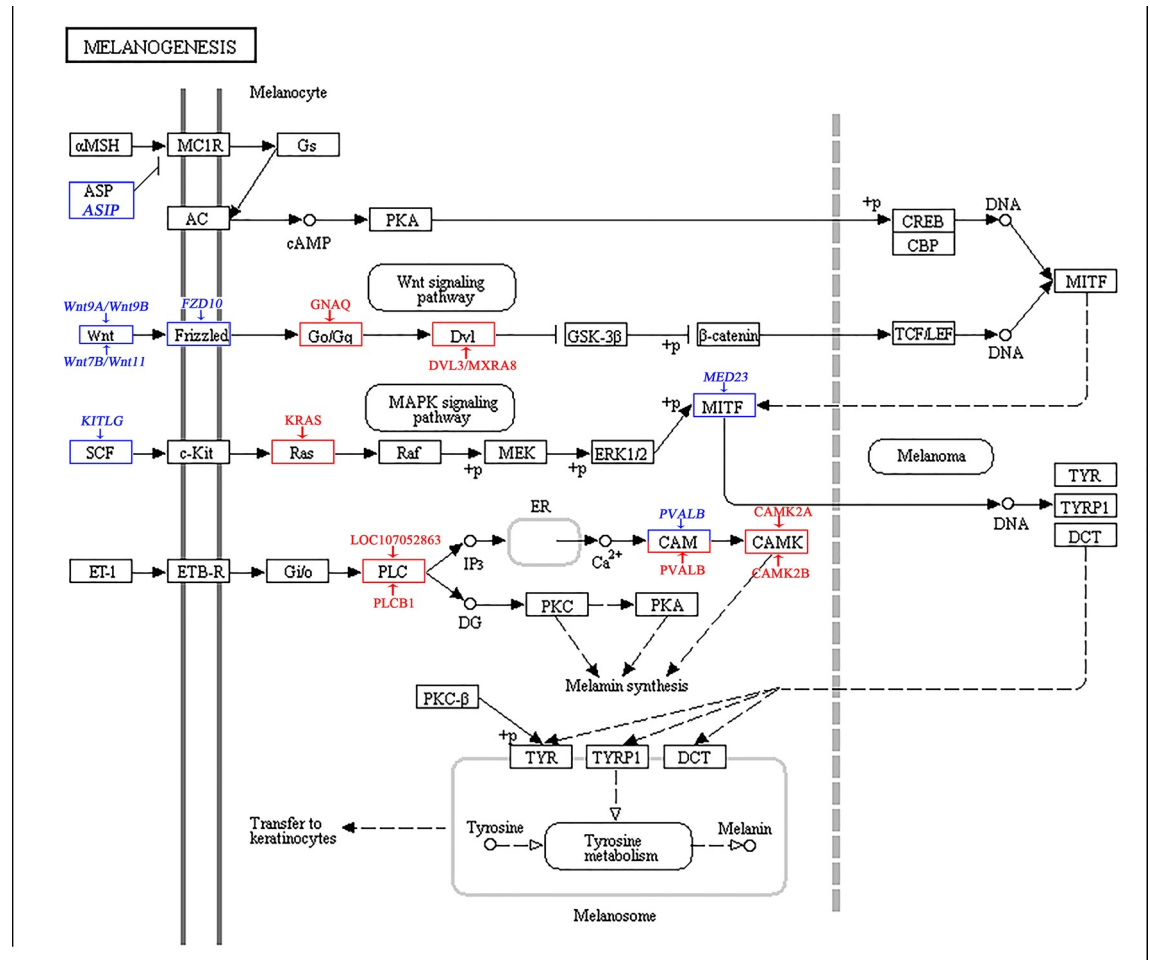 MELANOGENESIS
Melanocyte
αMSH
MC1R
Gs
ASP
ASIP
AC
cAMP
PKA
+p
CREB
CBP
DNA
MITF
Wnt signaling
pathway
Wnt9A/Wnt9B
FZD10
GNAQ
Wnt
Frizzled
Go/Gq
Dvl
GSK-3β
+p
β-catenin
TCF/LEF
DNA
Wnt7B/Wnt11
DVL3/MXRA8
MED23
MAPK signaling
pathway
+p
MITF
KITLG
KRAS
SCF
c-Kit
Ras
Raf
+p
MEK
+p
ERK1/2
Melanoma
TYR
TYRP1
DCT
DNA
ER
PVALB
CAMK2A
LOC107052863
IP3
Ca2+
CAM
CAMK
ET-1
ETB-R
Gi/o
PLC
PVALB
CAMK2B
PLCB1
DG
PKC
PKA
Melamin synthesis
PKC-β
+p
TYR
TYRP1
DCT
Transfer to
keratinocytes
Tyrosine
Tyrosine
metabolism
Melanin
Melanosome